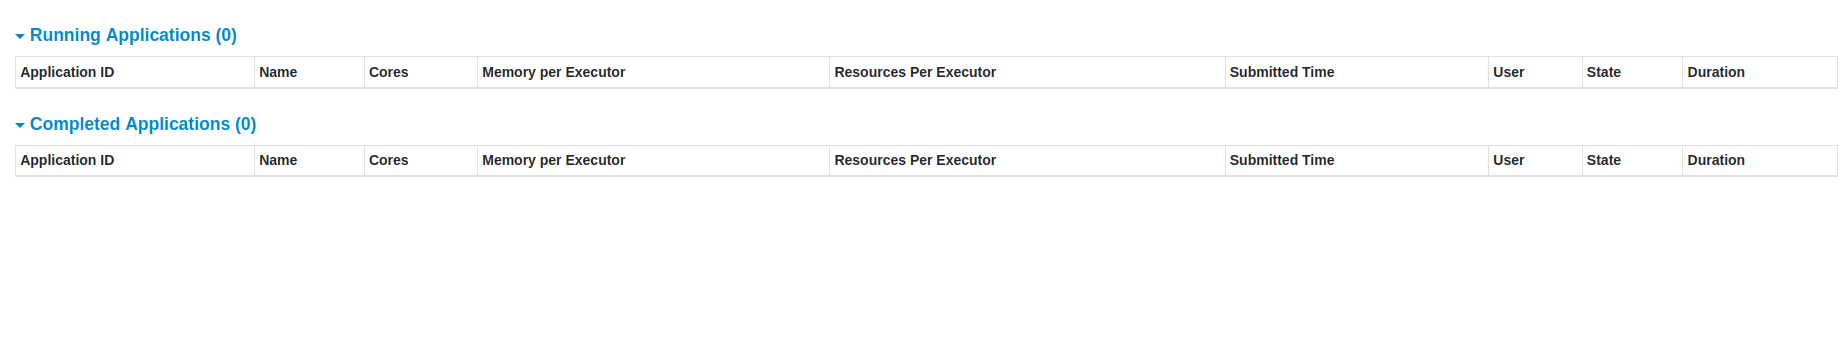 Running Applications (0)
Application ID Name Cores Memory per Executor Resources Per Executor Submitted Time User State Duration
Completed Applications (0)
Application ID Name Cores Memory per Executor Resources Per Executor Submitted Time User State Duration